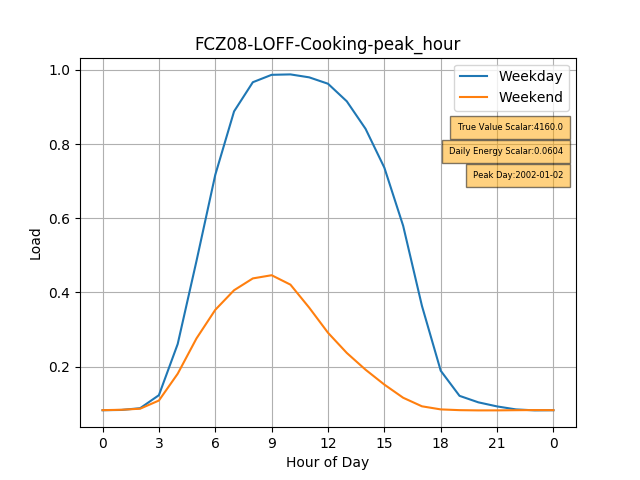 FCZ08-LOFF-Cooking-peak_hour
1.0
0.8
0.6
0.4
0.2
Load
Weekday
Weekend
True Value Scalar:4160.0
Daily Energy Scalar:0.0604
Peak Day:2002-01-02
0 3 6 9 12 15 18 21 0
Hour of Day